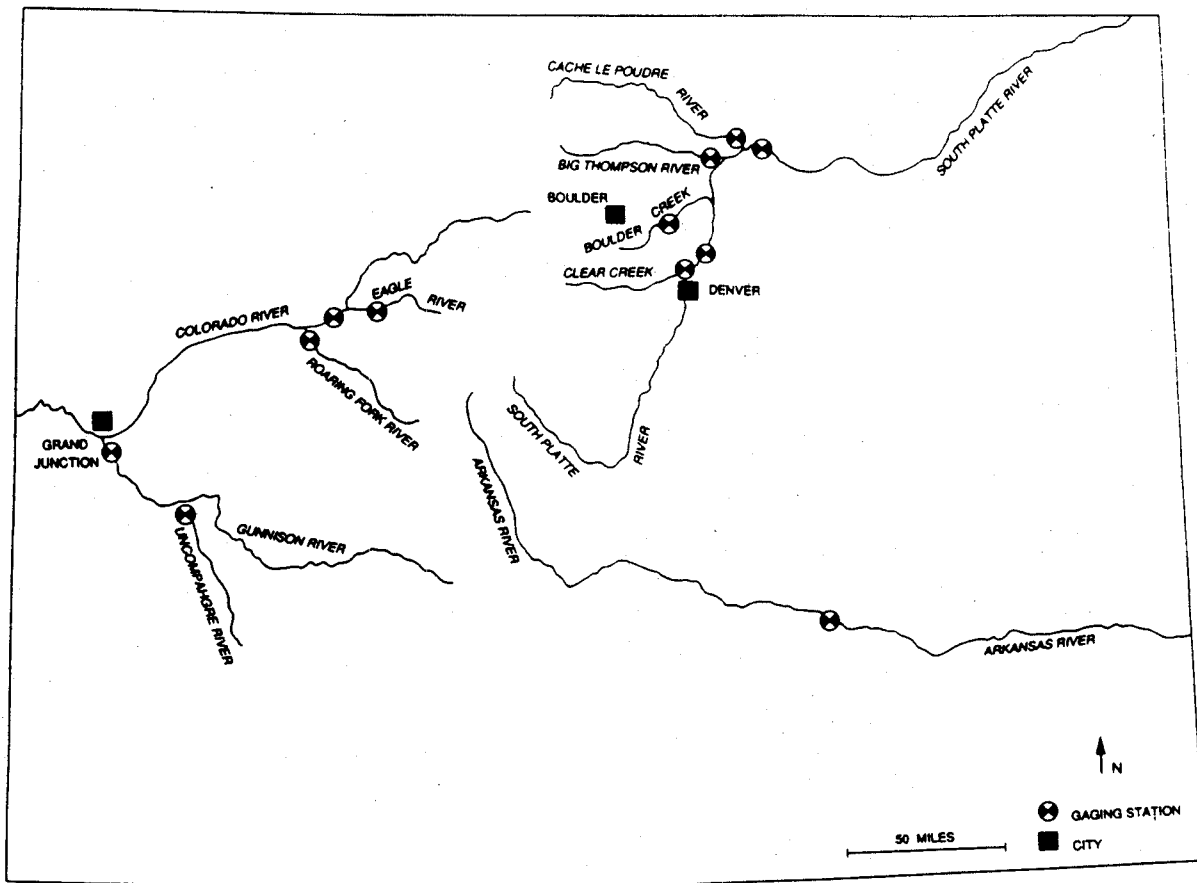 CACHE LE POUDRE
RIVER
SOUTH PLATTE RIVER
BIG THOMPSON RIVER
BOULDER
CREEK
BOULDER
CLEAR CREEK
DENVER
EAGLE
RIVER
COLORADO RIVER
ROARING FORK RIVER
SOUTH PLATTE
RIVER
GRAND
JUNCTION
ARKANSAS RIVER
GUNNISON RIVER
UNCOMPAHGRE RIVER
ARKANSAS RIVER
N
50 MILES
GAGING STATION
CITY